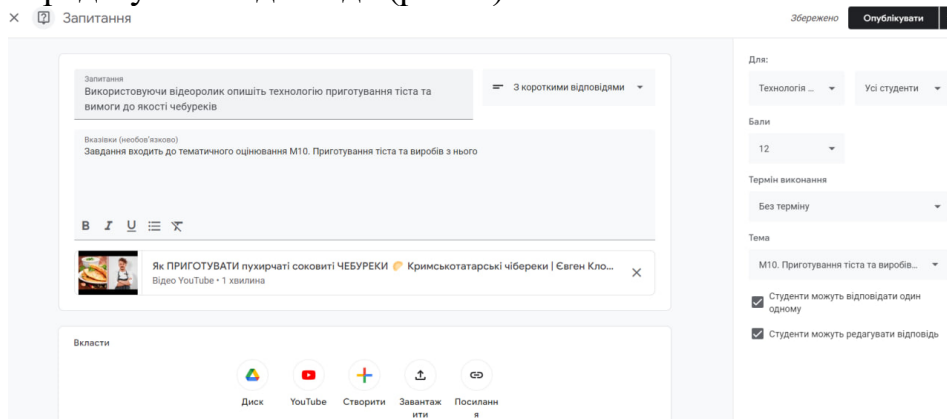 Запитання
Збережено
Опублікувати
Запитання
Використовуючи відеоролик опишіть технологію приготування тіста та
вимоги до якості чебуреків
З короткими відповідями
Вказівки (необов'язково)
Завдання входить до тематичного оцінювання М10. Приготування тіста та виробів з нього
B I U
Як ПРИГОТУВАТИ пухирчаті соковиті ЧЕБУРЕКИ 🥟 Кримськотатарські чібереки | Євген Кло...
Відео YouTube • 1 хвилина
Вкласти
Диск
YouTube
Створити
Завантаж
ити
Посиланн
я
Для:
Технологія ...
Усі студенти
Бали
12
Термін виконання
Без терміну
Тема
М10. Приготування тіста та виробів...
Студенти можуть відповідати один
одному
Студенти можуть редагувати відповідь